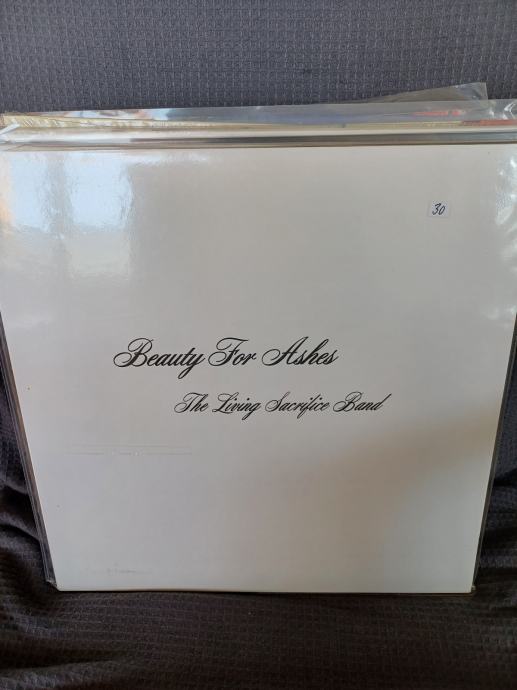 30
Beauty For Ashes
The Living Sacrifice Band